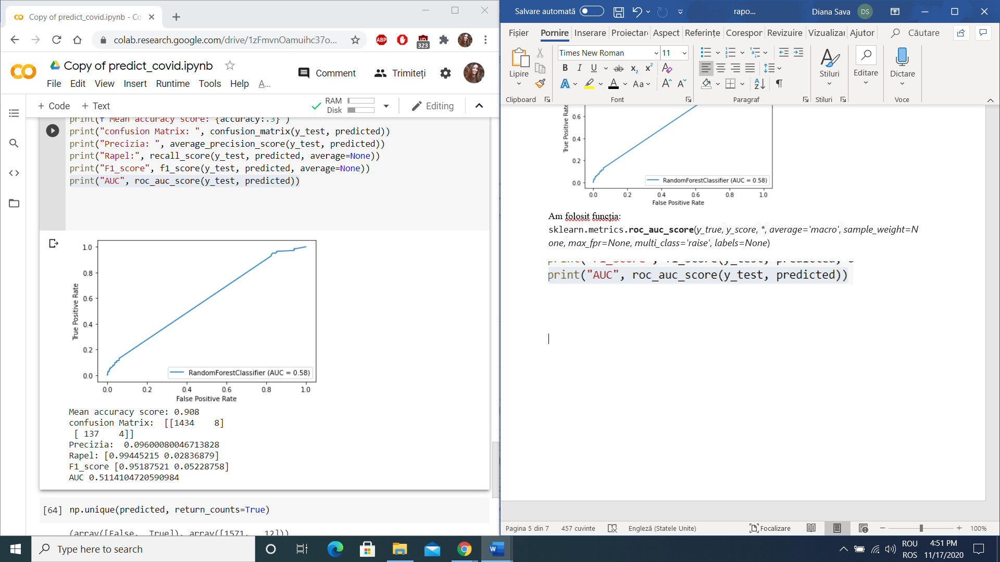 Copy of predict_covid.ipynb - Co
colab.research.google.com/drive/1zFmvnOamuihc37o...
ABP
323
Copy of predict_covid.ipynb
Comment
Trimiteți
File Edit View Insert Runtime Tools Help A...
+ Code + Text
RAM
Disk
Editing
print(f"Mean accuracy score: {accuracy:.3}")
print("confusion Matrix: ", confusion_matrix(y_test, predicted))
print("Precizia: ", average_precision_score(y_test, predicted))
print("Rapel:", recall_score(y_test, predicted, average=None))
print("F1_score", f1_score(y_test, predicted, average=None))
print("AUC", roc_auc_score(y_test, predicted))
1.0
0.8
0.6
0.4
0.2
0.0
True Positive Rate
RandomForestClassifier (AUC = 0.58)
0.0 0.2 0.4 0.6 0.8 1.0
False Positive Rate
Mean accuracy score: 0.908
confusion Matrix:  [[1434    8]
[ 137    4]]
Precizia:  0.09600080046713828
Rapel: [0.99445215 0.02836879]
F1_score [0.95187521 0.05228758]
AUC 0.5114104720590984
[64] np.unique(predicted, return_counts=True)
(array([False,  True]), array([1571,   12]))
Salvare automată
rapo...
Diana Sava
DS
Fișier Pornire Inserare Proiectare Aspect Referințe Corespor Revizuire Vizualizai Ajutor Căutare
Lipire
Clipboard
Times New Roman 11
Font
Paragraf
Stiluri
Stiluri
Editare
Dictare
Voce
True Positive Rate
0.6
0.4
0.2
0.0
RandomForestClassifier (AUC = 0.58)
0.0 0.2 0.4 0.6 0.8 1.0
False Positive Rate
Am folosit funcția:
sklearn.metrics.roc_auc_score(y_true, y_score, *, average='macro', sample_weight=N
one, max_fpr=None, multi_class='raise', labels=None)
print("F1_score", f1_score(y_test, predicted, a
print("AUC", roc_auc_score(y_test, predicted))
Pagina 5 din 7
457 cuvinte
Engleză (Statele Unite)
Focalizare
100%
Type here to search
ROU
ROS
4:51 PM
11/17/2020